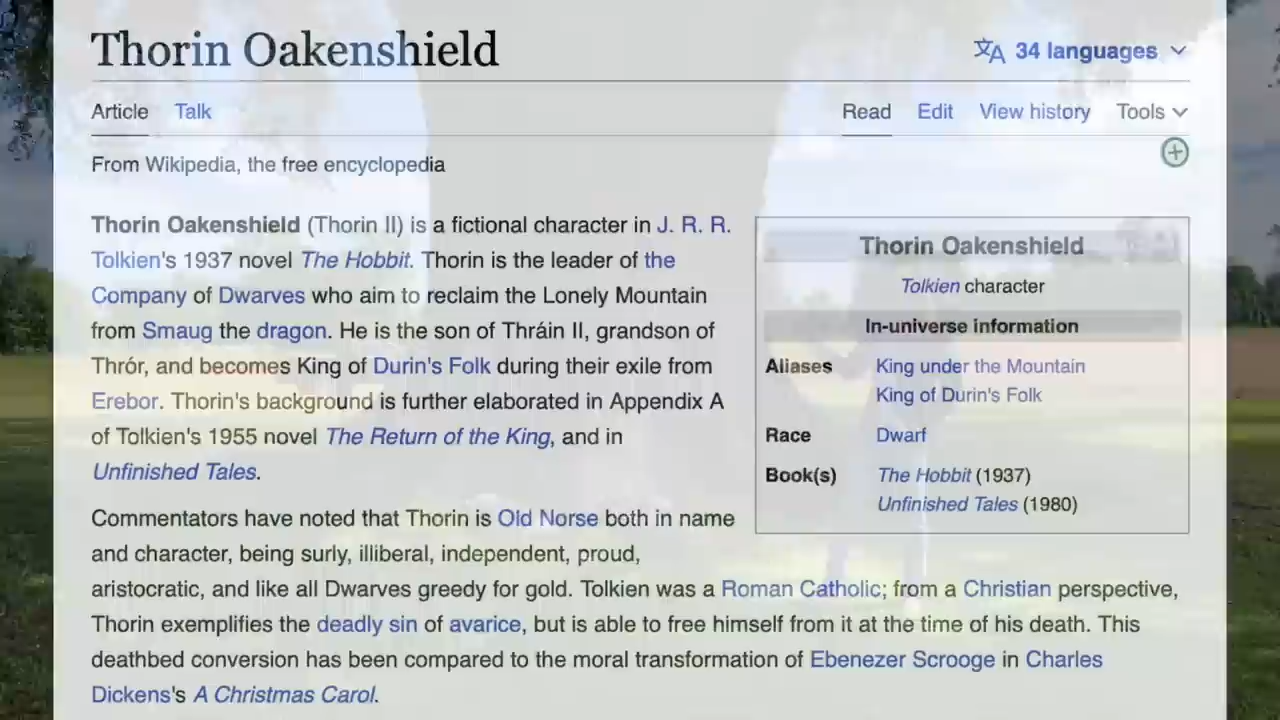 Thorin Oakenshield
34 languages
Article Talk
Read Edit View history Tools
From Wikipedia, the free encyclopedia
Thorin Oakenshield (Thorin II) is a fictional character in J. R. R.
Tolkien's 1937 novel The Hobbit. Thorin is the leader of the
Company of Dwarves who aim to reclaim the Lonely Mountain
from Smaug the dragon. He is the son of Thráin II, grandson of
Thrór, and becomes King of Durin's Folk during their exile from
Erebor. Thorin's background is further elaborated in Appendix A
of Tolkien's 1955 novel The Return of the King, and in
Unfinished Tales.
Thorin Oakenshield
Tolkien character
In-universe information
Aliases King under the Mountain
King of Durin's Folk
Race Dwarf
Book(s) The Hobbit (1937)
Unfinished Tales (1980)
Commentators have noted that Thorin is Old Norse both in name
and character, being surly, illiberal, independent, proud,
aristocratic, and like all Dwarves greedy for gold. Tolkien was a Roman Catholic; from a Christian perspective,
Thorin exemplifies the deadly sin of avarice, but is able to free himself from it at the time of his death. This
deathbed conversion has been compared to the moral transformation of Ebenezer Scrooge in Charles
Dickens's A Christmas Carol.